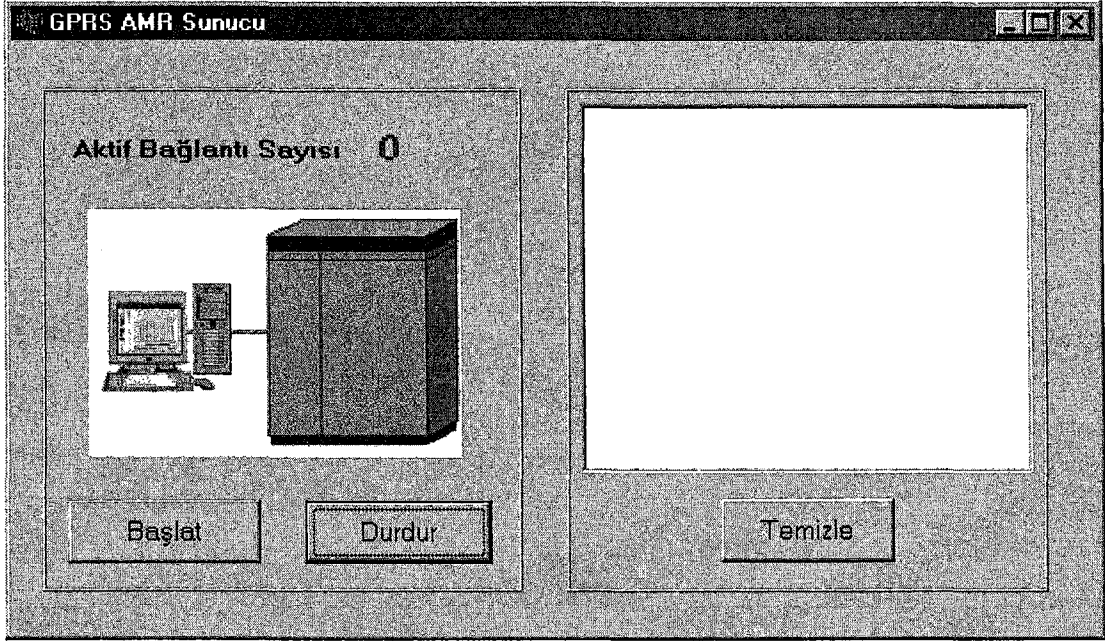 GPRS AMR Sunucu
Aktif Bağlantı Sayısı 0
Başlat
Durdur
Temizle